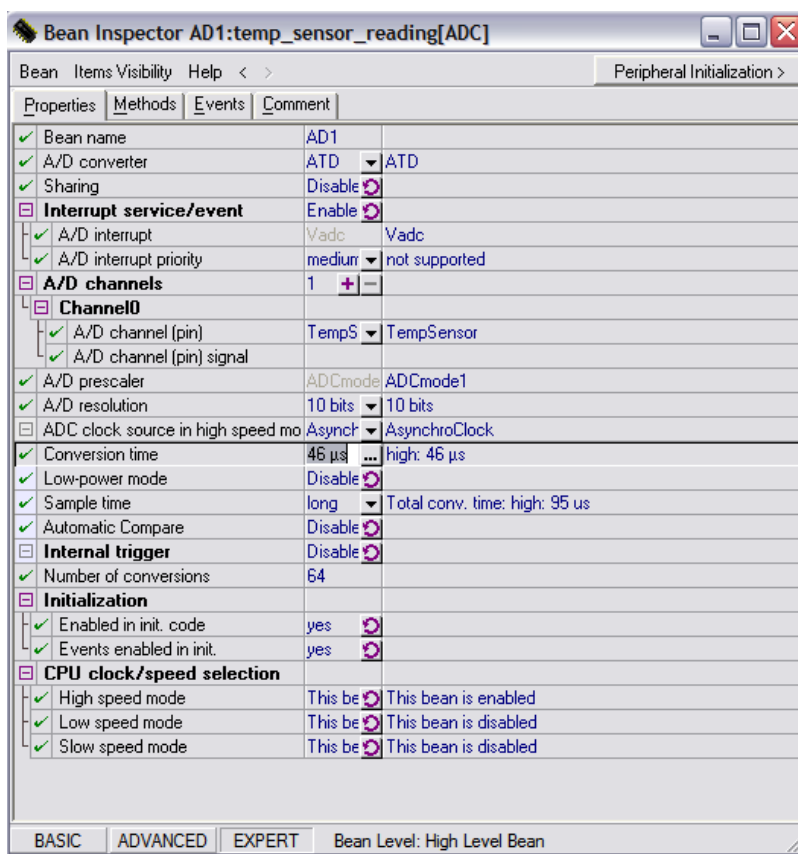 Bean Inspector AD1:temp_sensor_reading[ADC]
Bean Items Visibility Help < > Peripheral Initialization >
Properties Methods Events Comment
Bean name AD1
A/D converter ATD ATD
Sharing Disable
Interrupt service/event Enable
A/D interrupt Vadc Vadc
A/D interrupt priority medium not supported
A/D channels 1 + -
Channel0
A/D channel (pin) TempS TempSensor
A/D channel (pin) signal
A/D prescaler ADCmode ADCmode1
A/D resolution 10 bits 10 bits
ADC clock source in high speed mo Asynch AsynchroClock
Conversion time 46 µs ... high: 46 µs
Low-power mode Disable
Sample time long Total conv. time: high: 95 us
Automatic Compare Disable
Internal trigger Disable
Number of conversions 64
Initialization
Enabled in init. code yes
Events enabled in init. yes
CPU clock/speed selection
High speed mode This be This bean is enabled
Low speed mode This be This bean is disabled
Slow speed mode This be This bean is disabled
BASIC ADVANCED EXPERT Bean Level: High Level Bean